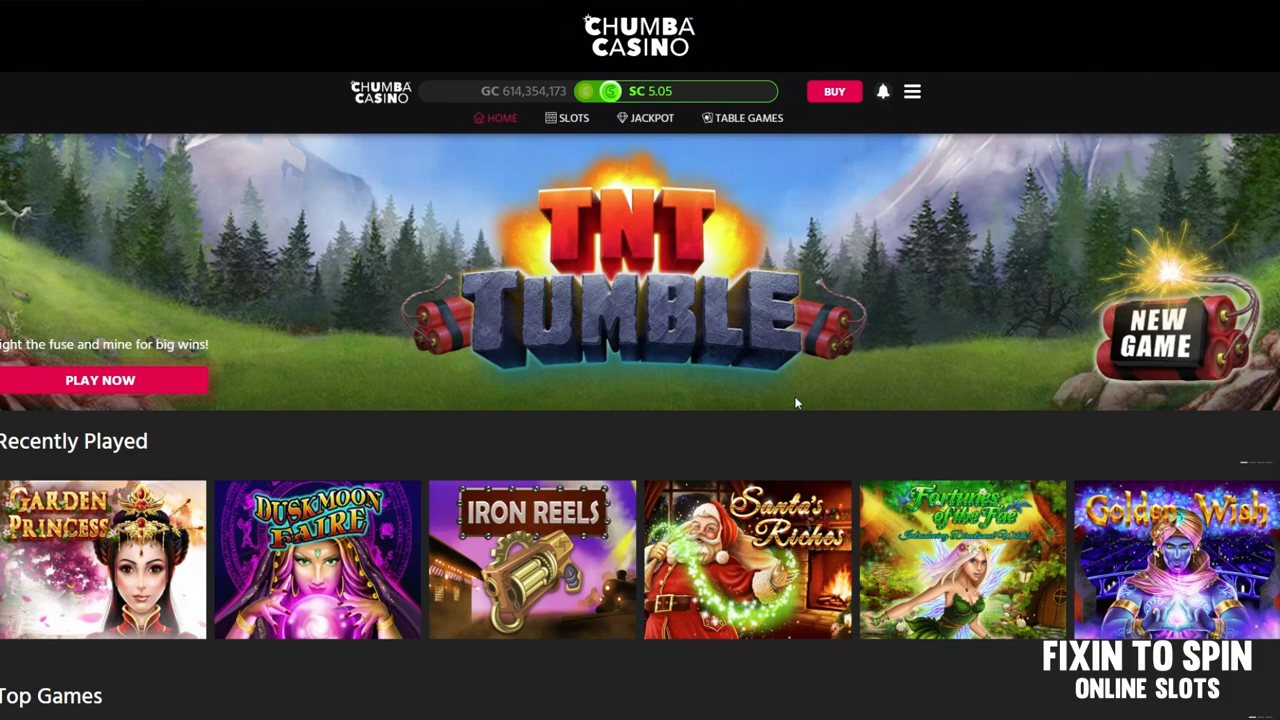 CHUMBA
CASINO
CHUMBA
CASINO
GC 614,354,173
SC 5.05
BUY
HOME
SLOTS
JACKPOT
TABLE GAMES
TNT
TUMBLE
NEW
GAME
ight the fuse and mine for big wins!
PLAY NOW
Recently Played
GARDEN
PRINCESS
DUSKMOON
FAIRE
IRON REELS
Santa's
Riches
Fortunes
of the Fae
Golden Wish
FIXIN TO SPIN
ONLINE SLOTS
Top Games